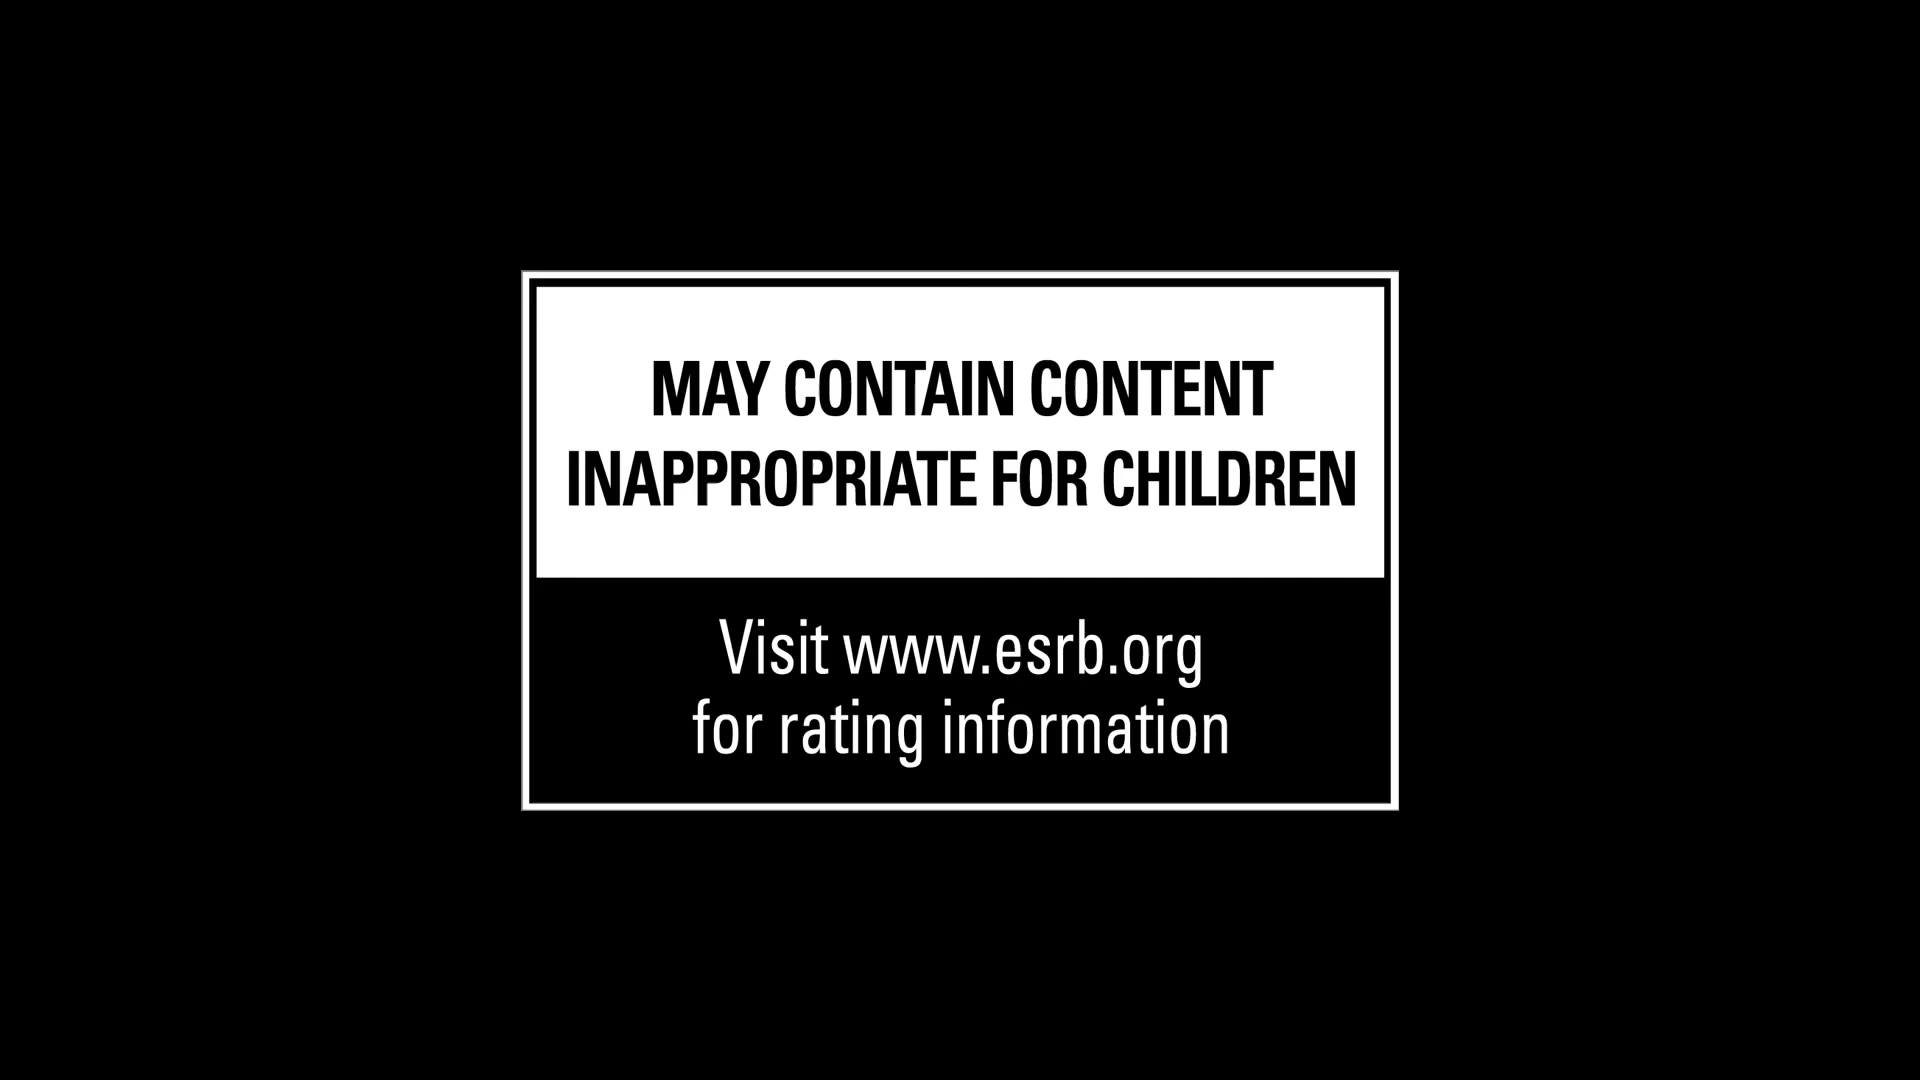 MAY CONTAIN CONTENT
INAPPROPRIATE FOR CHILDREN
Visit www.esrb.org
for rating information